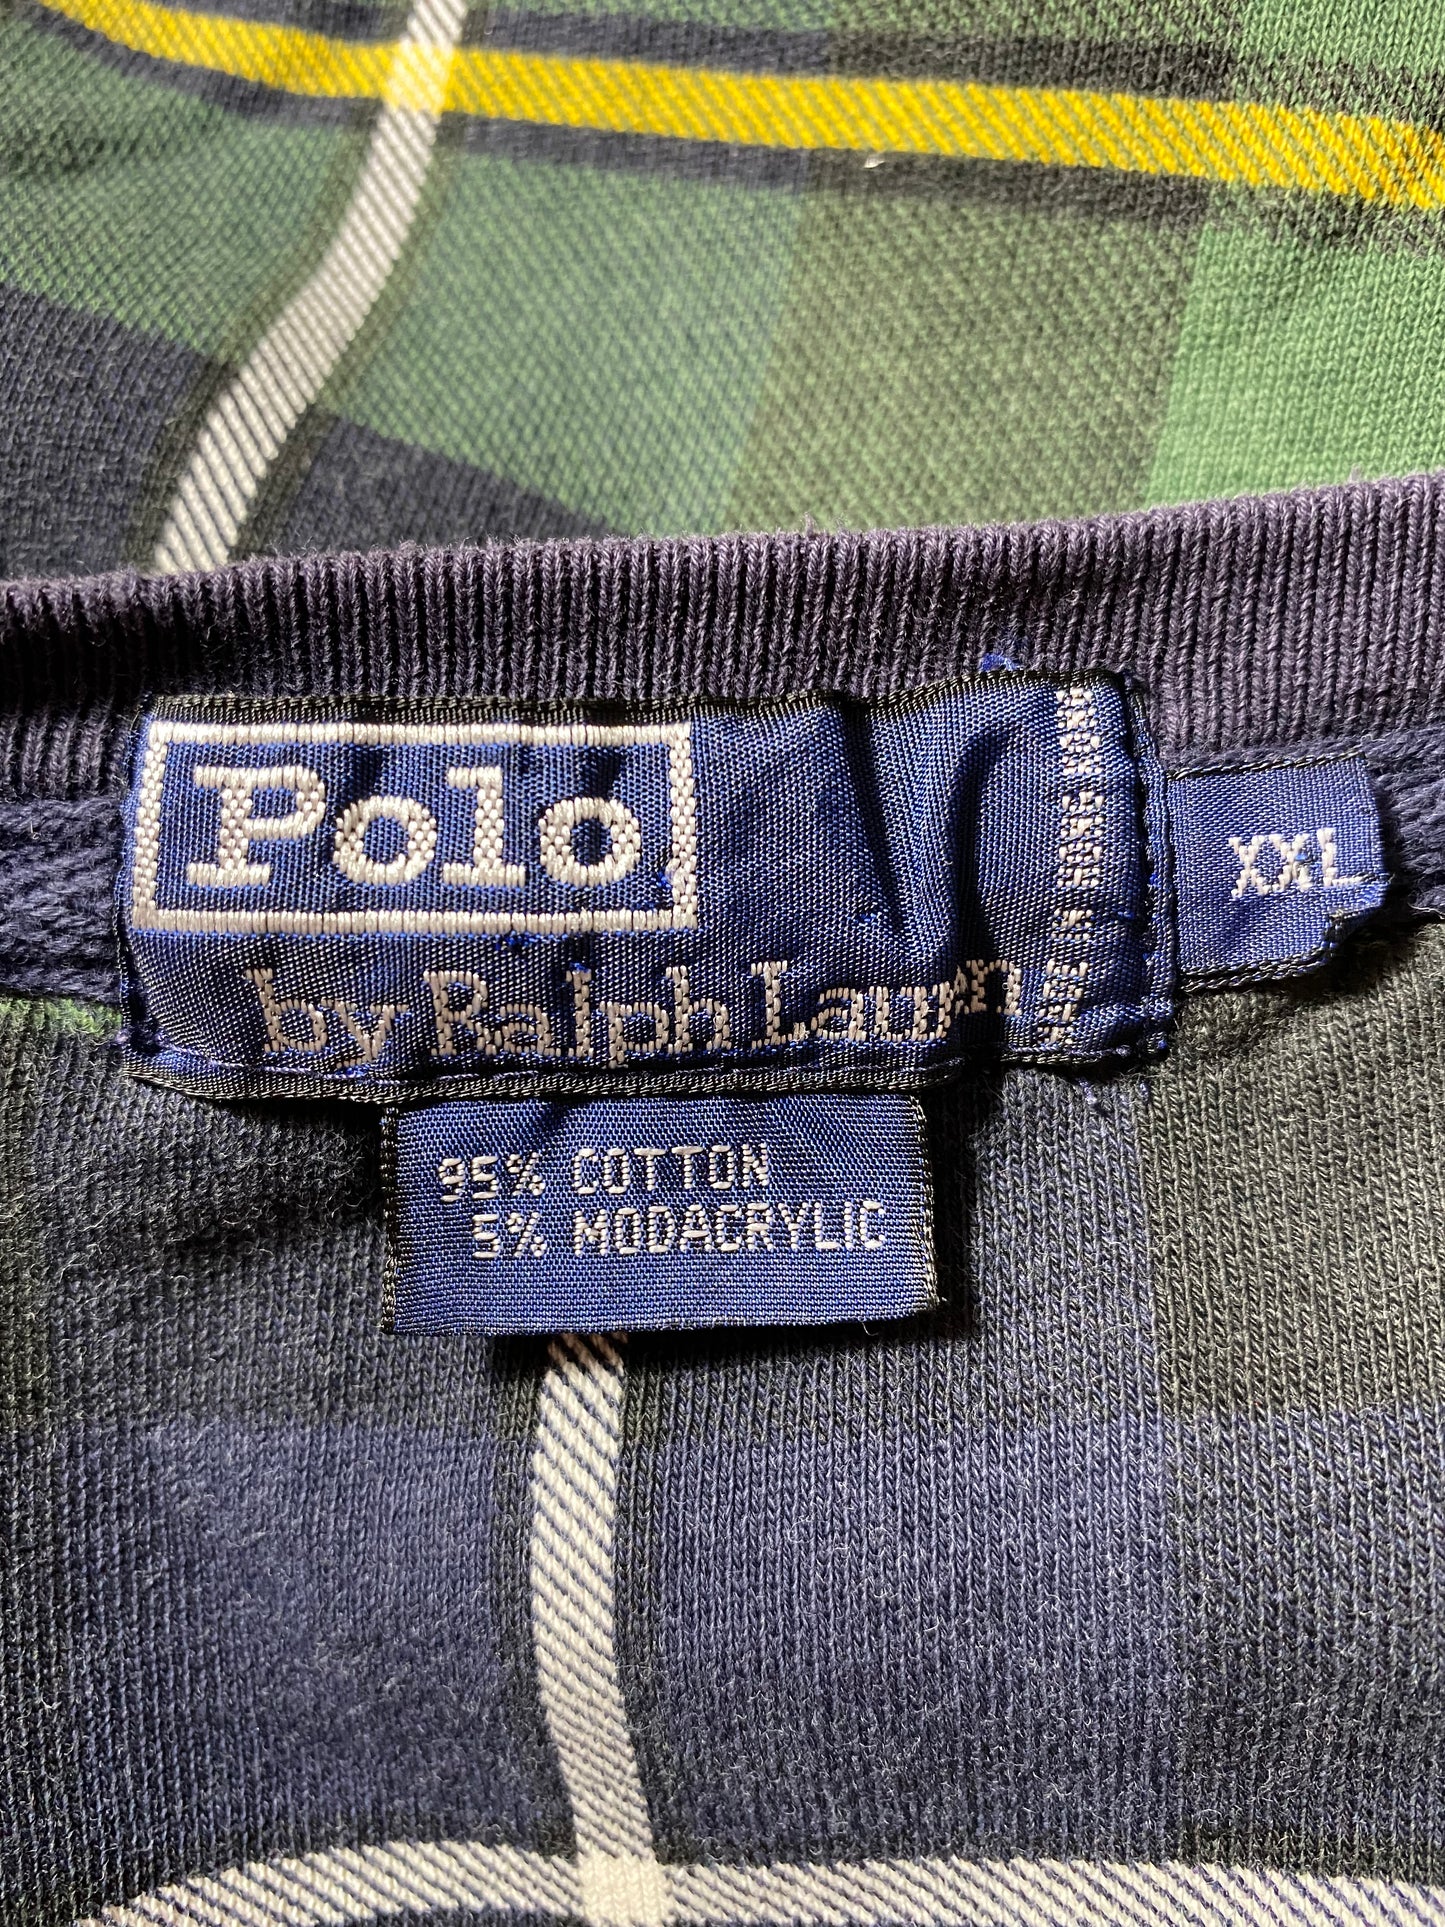 Polo
by Ralph Lauren
XXL
95% COTTON
5% MODACRYLIC